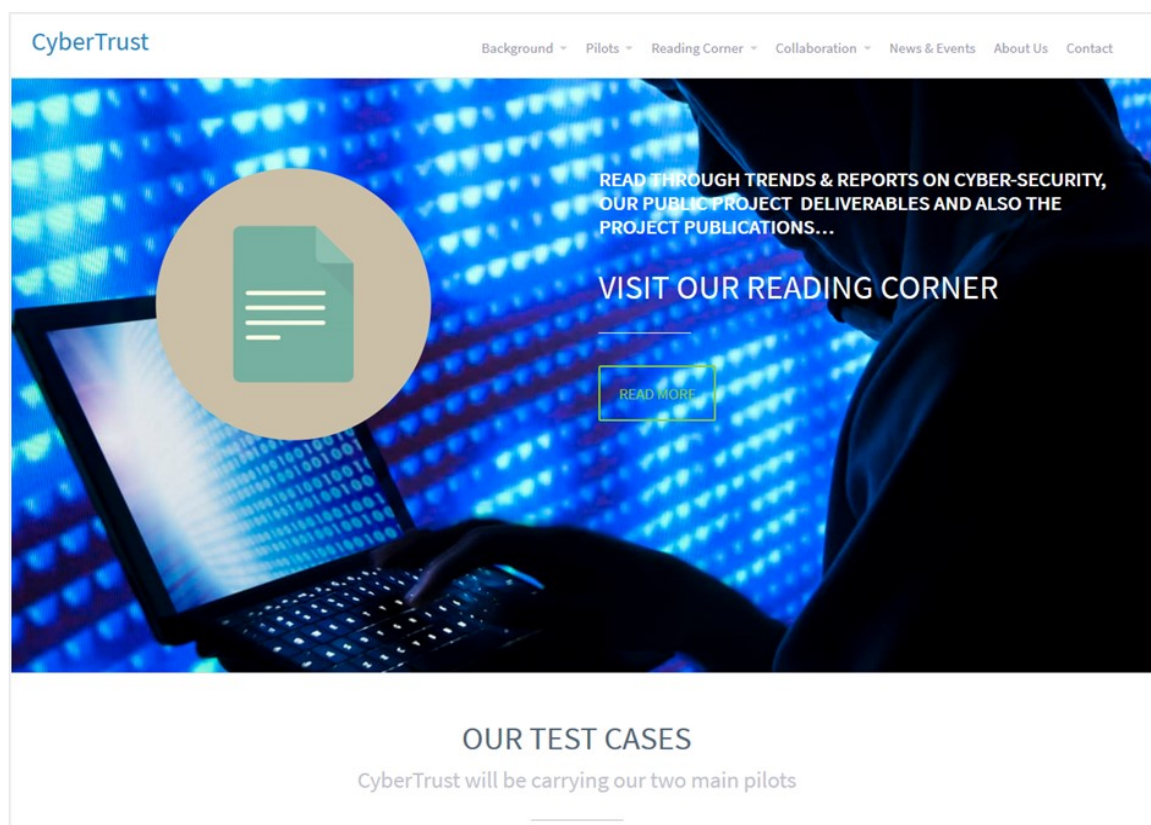 CyberTrust
Background Pilots Reading Corner Collaboration News & Events About Us Contact
READ THROUGH TRENDS & REPORTS ON CYBER-SECURITY,
OUR PUBLIC PROJECT DELIVERABLES AND ALSO THE
PROJECT PUBLICATIONS...
VISIT OUR READING CORNER
READ MORE
OUR TEST CASES
CyberTrust will be carrying our two main pilots